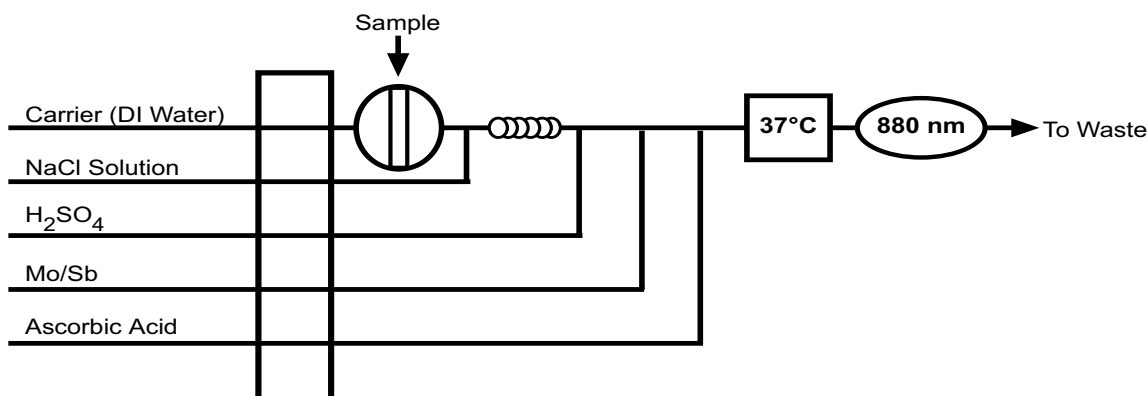 Sample
Carrier (DI Water)
37°C
880 nm
To Waste
NaCl Solution
H₂SO₄
Mo/Sb
Ascorbic Acid